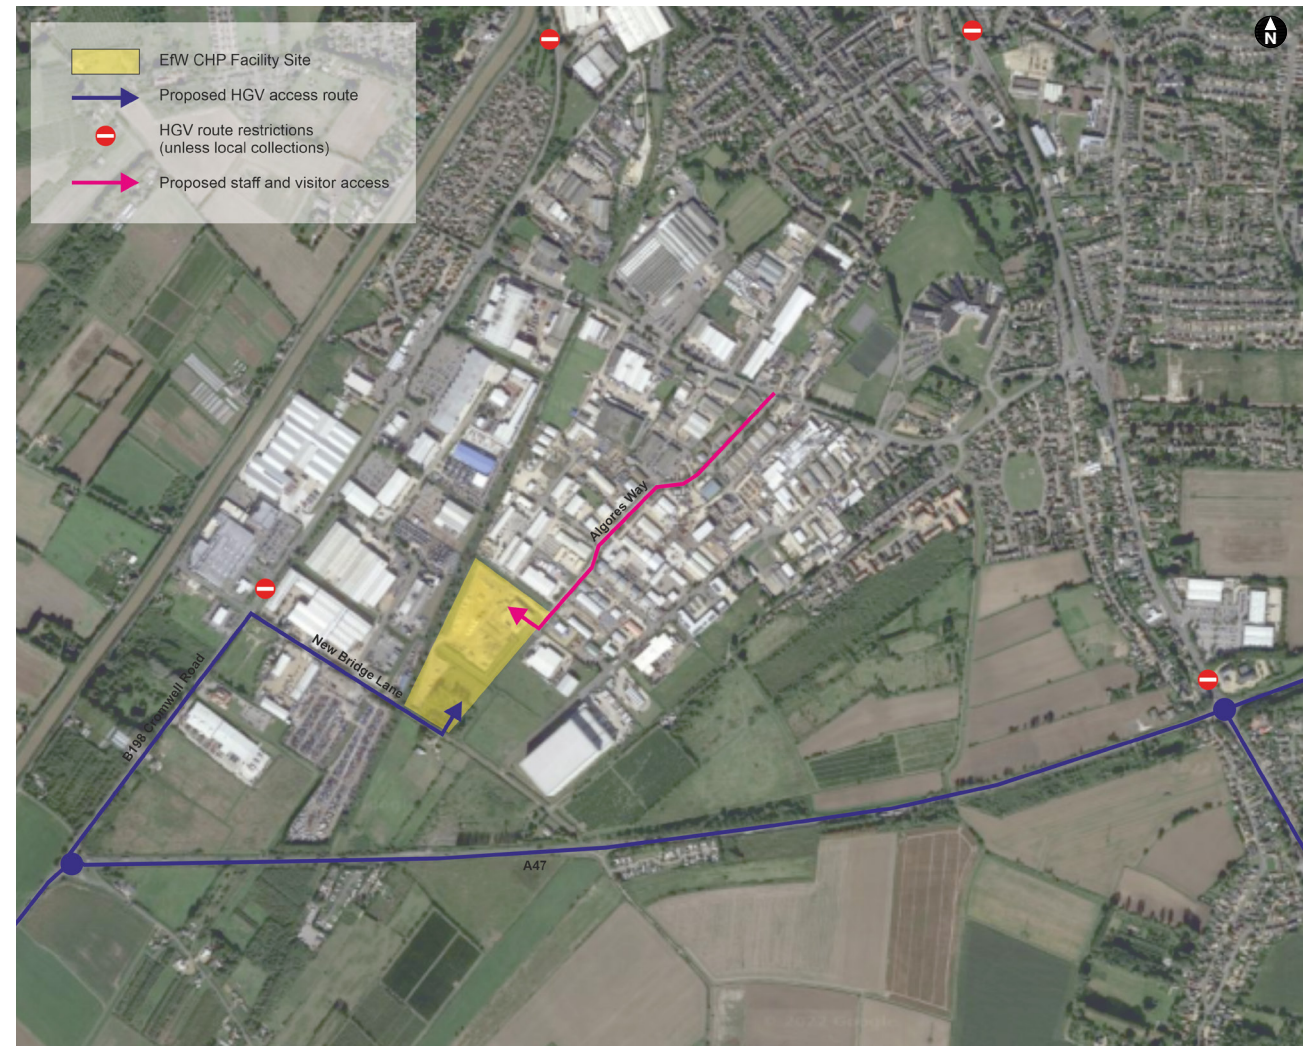 N
EfW CHP Facility Site
Proposed HGV access route
HGV route restrictions
(unless local collections)
Proposed staff and visitor access
Algores Way
New Bridge Lane
B198 Cromwell Road
A47